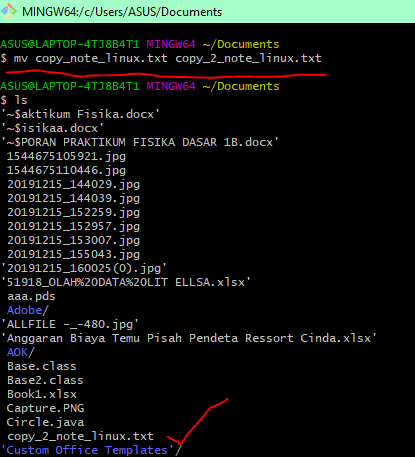 MINGW64:/c/Users/ASUS/Documents
ASUS@LAPTOP-4TJ8B4T1 MINGW64 ~/Documents
$ mv copy_note_linux.txt copy_2_note_linux.txt
ASUS@LAPTOP-4TJ8B4T1 MINGW64 ~/Documents
$ ls
'~$aktikum Fisika.docx'
'~$isikaa.docx'
'~$PORAN PRAKTIKUM FISIKA DASAR 1B.docx'
1544675105921.jpg
1544675110446.jpg
20191215_144029.jpg
20191215_144039.jpg
20191215_152259.jpg
20191215_152957.jpg
20191215_153007.jpg
20191215_155043.jpg
'20191215_160025(0).jpg'
'51918_OLAH%20DATA%20LIT ELLSA.xlsx'
aaa.pds
Adobe/
'ALLFILE -_-480.jpg'
'Anggaran Biaya Temu Pisah Pendeta Ressort Cinda.xlsx'
AOK/
Base.class
Base2.class
Book1.xlsx
Capture.PNG
Circle.java
copy_2_note_linux.txt
'Custom Office Templates'/